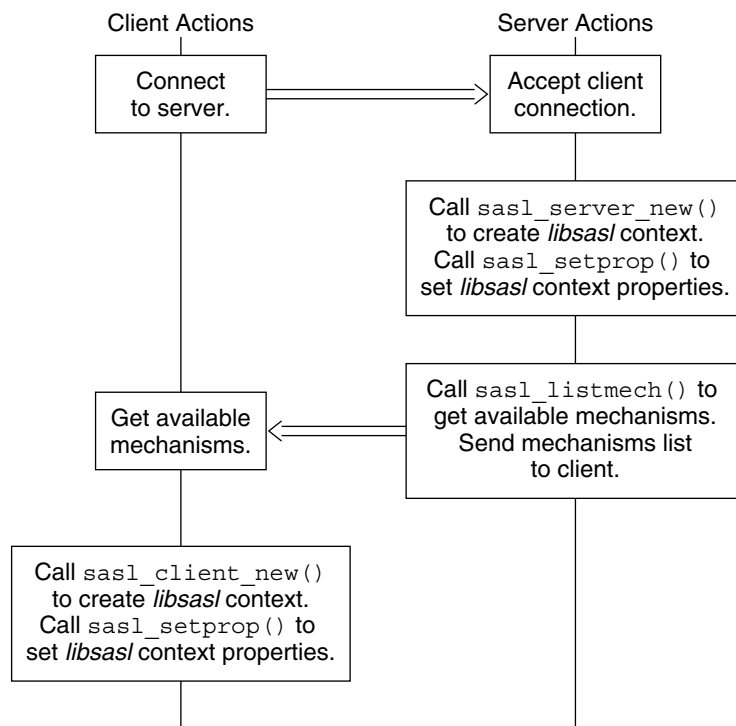 Client Actions
Server Actions
Connect
to server.
Accept client
connection.
Call sasl_server_new()
to create libsasl context.
Call sasl_setprop() to
set libsasl context properties.
Call sasl_listmech() to
get available mechanisms.
Send mechanisms list
to client.
Get available
mechanisms.
Call sasl_client_new()
to create libsasl context.
Call sasl_setprop() to
set libsasl context properties.